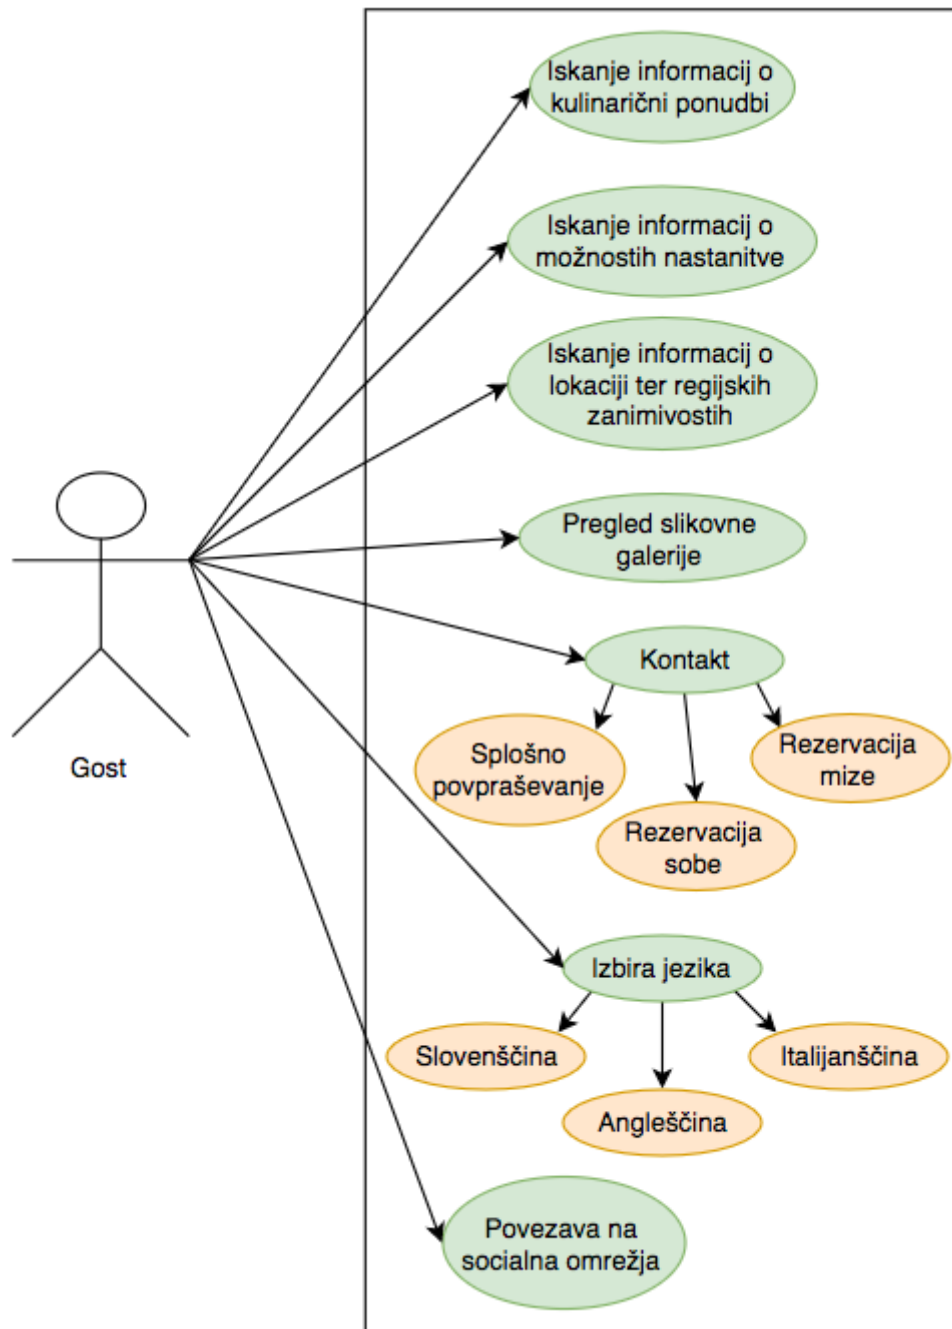 Iskanje informacij o
kulinarični ponudbi
Iskanje informacij o
možnostih nastanitve
Iskanje informacij o
lokaciji ter regijskih
zanimivostih
Pregled slikovne
galerije
Gost
Kontakt
Splošno
povpraševanje
Rezervacija
sobe
Rezervacija
mize
Izbira jezika
Slovenščina
Angleščina
Italijanščina
Povezava na
socialna omrežja